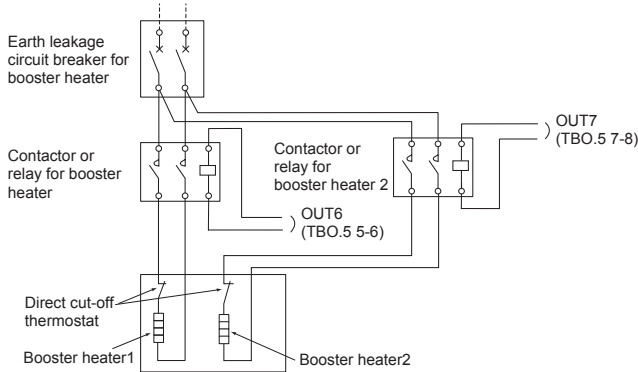 Earth leakage
circuit breaker for
booster heater
OUT7
(TBO.5 7-8)
Contactor or
relay for booster
heater
Contactor or
relay for
booster heater 2
OUT6
(TBO.5 5-6)
Direct cut-off
thermostat
Booster heater1
Booster heater2